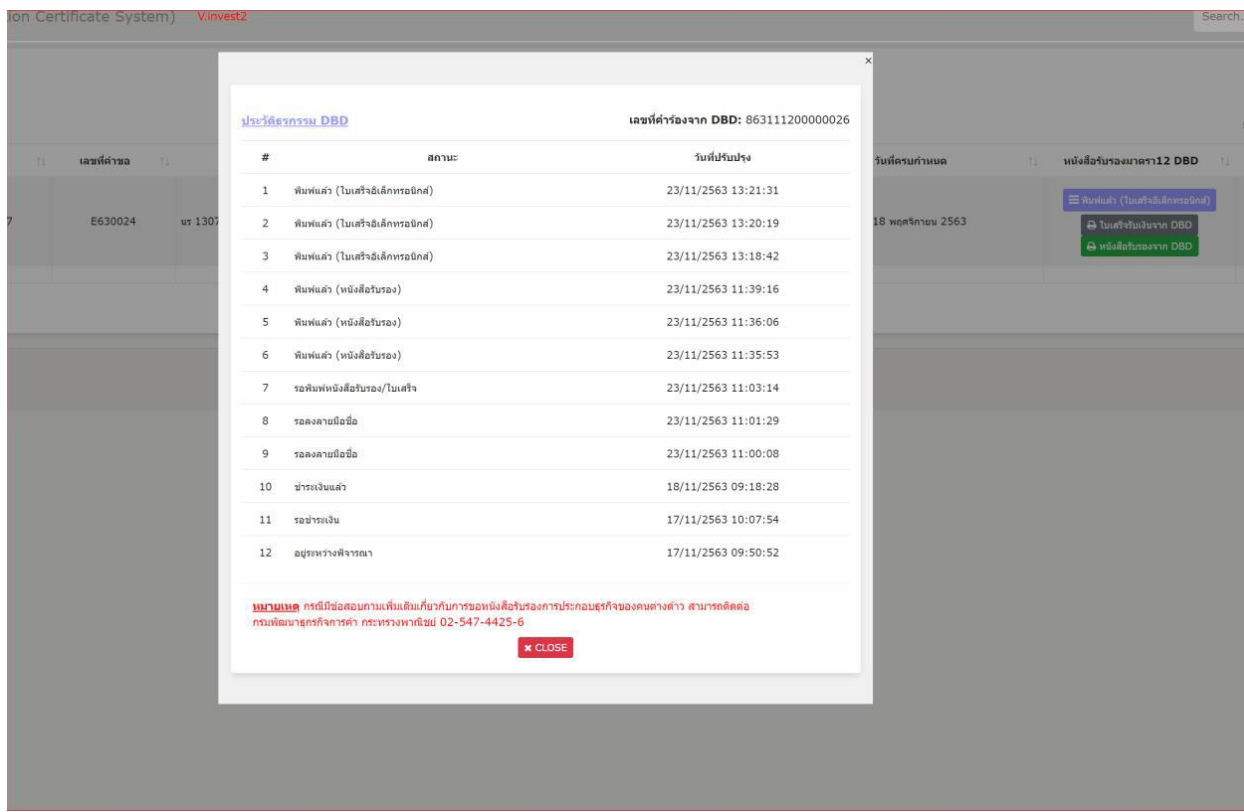 ion Certificate System) V.invest2
Search.
×
ประวัติธุรกรรม DBD
เลขที่คำร้องจาก DBD: 863111200000026
# สถานะ วันที่ปรับปรุง
1 พิมพ์แล้ว (ใบเสร็จอิเล็กทรอนิกส์) 23/11/2563 13:21:31
2 พิมพ์แล้ว (ใบเสร็จอิเล็กทรอนิกส์) 23/11/2563 13:20:19
3 พิมพ์แล้ว (ใบเสร็จอิเล็กทรอนิกส์) 23/11/2563 13:18:42
4 พิมพ์แล้ว (หนังสือรับรอง) 23/11/2563 11:39:16
5 พิมพ์แล้ว (หนังสือรับรอง) 23/11/2563 11:36:06
6 พิมพ์แล้ว (หนังสือรับรอง) 23/11/2563 11:35:53
7 รอพิมพ์หนังสือรับรอง/ใบเสร็จ 23/11/2563 11:03:14
8 รอลงลายมือชื่อ 23/11/2563 11:01:29
9 รอลงลายมือชื่อ 23/11/2563 11:00:08
10 ชำระเงินแล้ว 18/11/2563 09:18:28
11 รอชำระเงิน 17/11/2563 10:07:54
12 อยู่ระหว่างพิจารณา 17/11/2563 09:50:52
หมายเหตุ กรณีมีข้อสอบถามเพิ่มเติมเกี่ยวกับการขอหนังสือรับรองการประกอบธุรกิจของคนต่างด้าว สามารถติดต่อ
กรมพัฒนาธุรกิจการค้า กระทรวงพาณิชย์ 02-547-4425-6
× CLOSE
เลขที่คำขอ
วันที่ครบกำหนด
หนังสือรับรองมาตรา12 DBD
7 E630024 นร 1307
18 พฤศจิกายน 2563
พิมพ์แล้ว (ใบเสร็จอิเล็กทรอนิกส์)
ใบเสร็จรับเงินจาก DBD
หนังสือรับรองจาก DBD